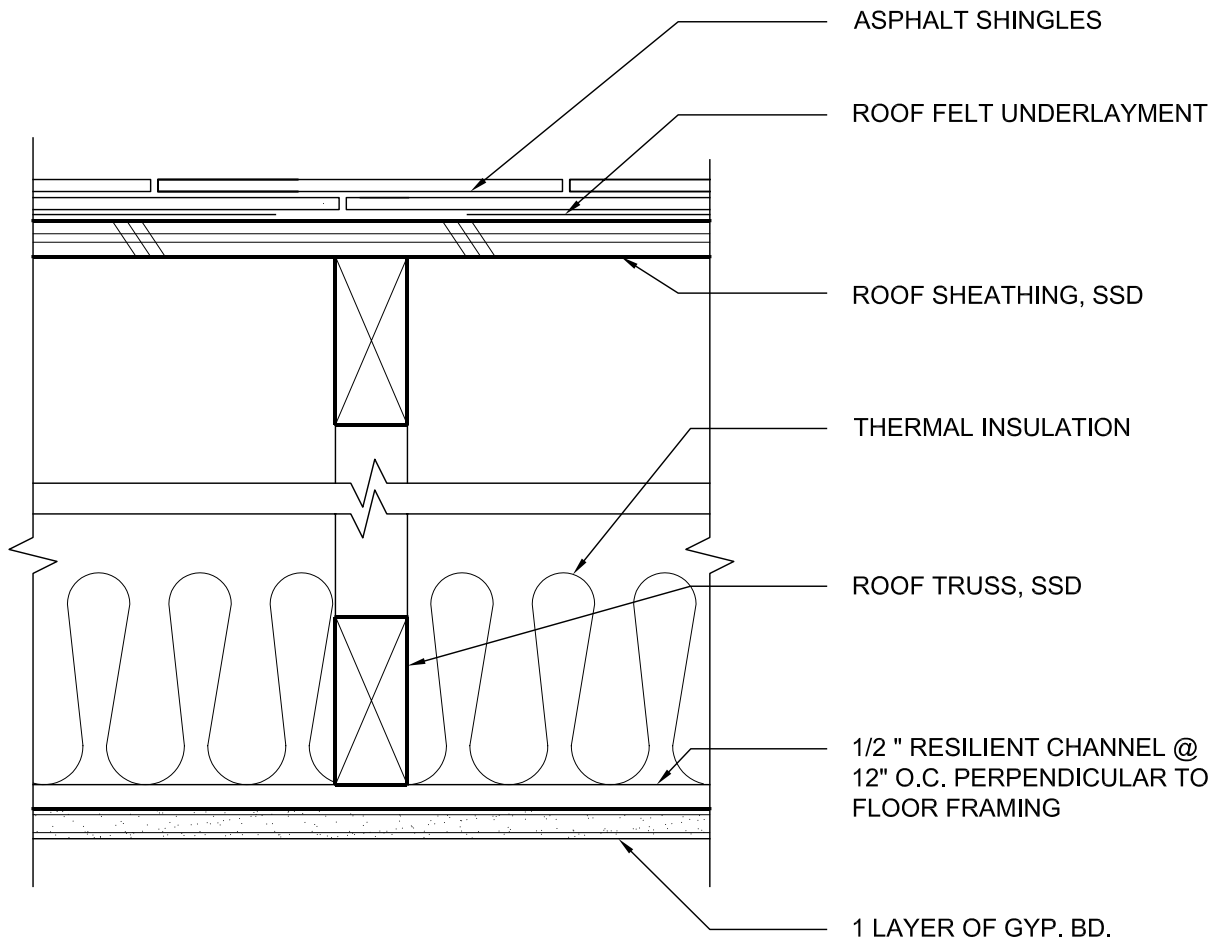 ASPHALT SHINGLES
ROOF FELT UNDERLAYMENT
ROOF SHEATHING, SSD
THERMAL INSULATION
ROOF TRUSS, SSD
1/2 " RESILIENT CHANNEL @
12" O.C. PERPENDICULAR TO
FLOOR FRAMING
1 LAYER OF GYP. BD.